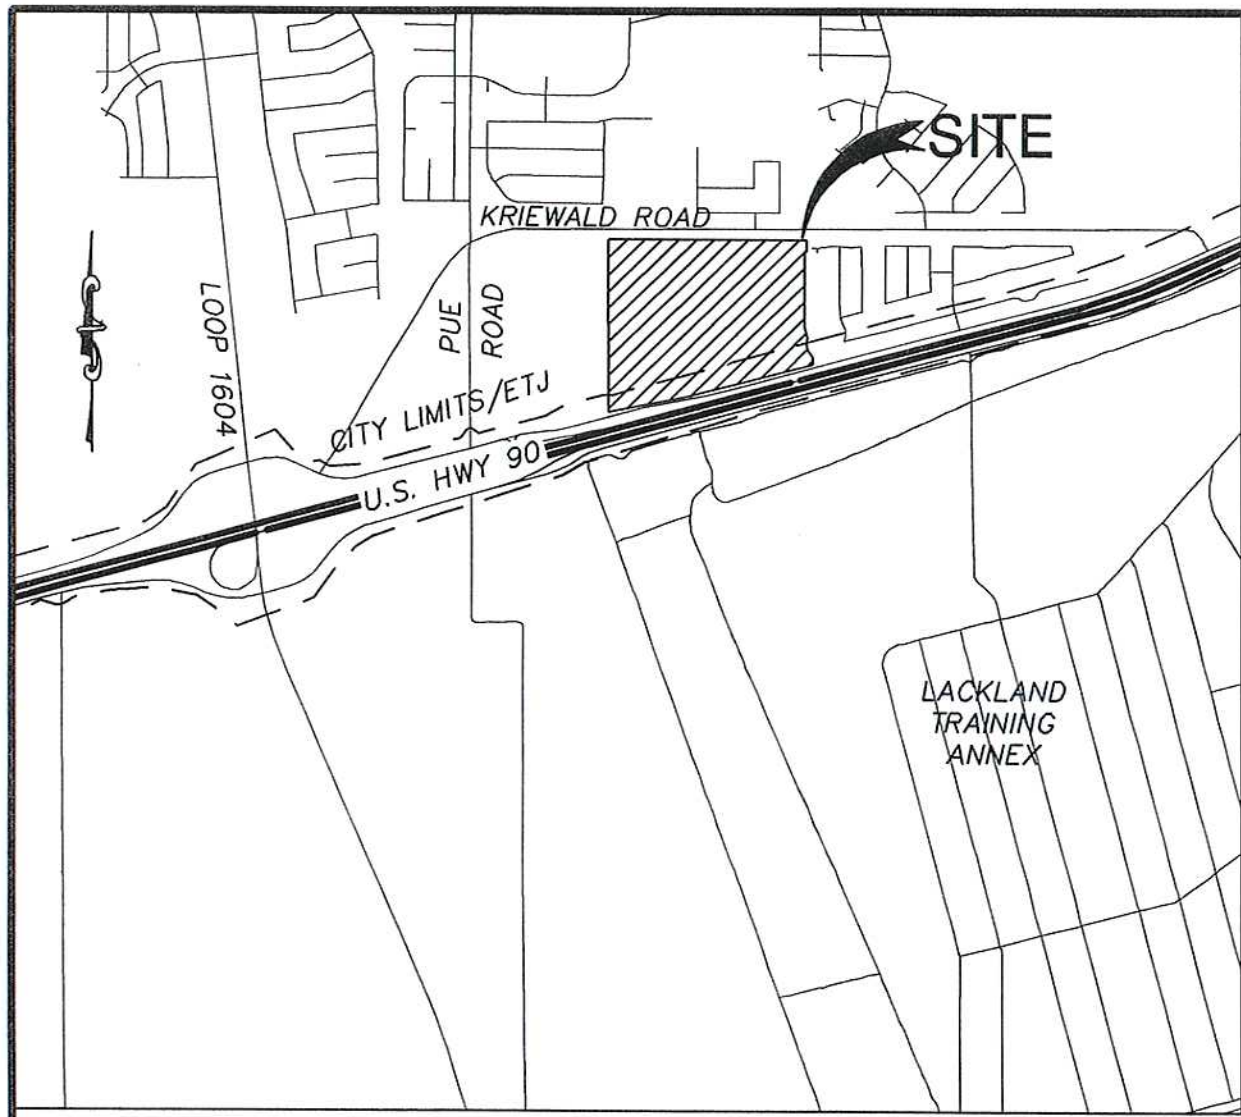 SITE
KRIEWALD ROAD
LOOP 1604
PUE
ROAD
CITY LIMITS/ETJ
U.S. HWY 90
LACKLAND
TRAINING
ANNEX